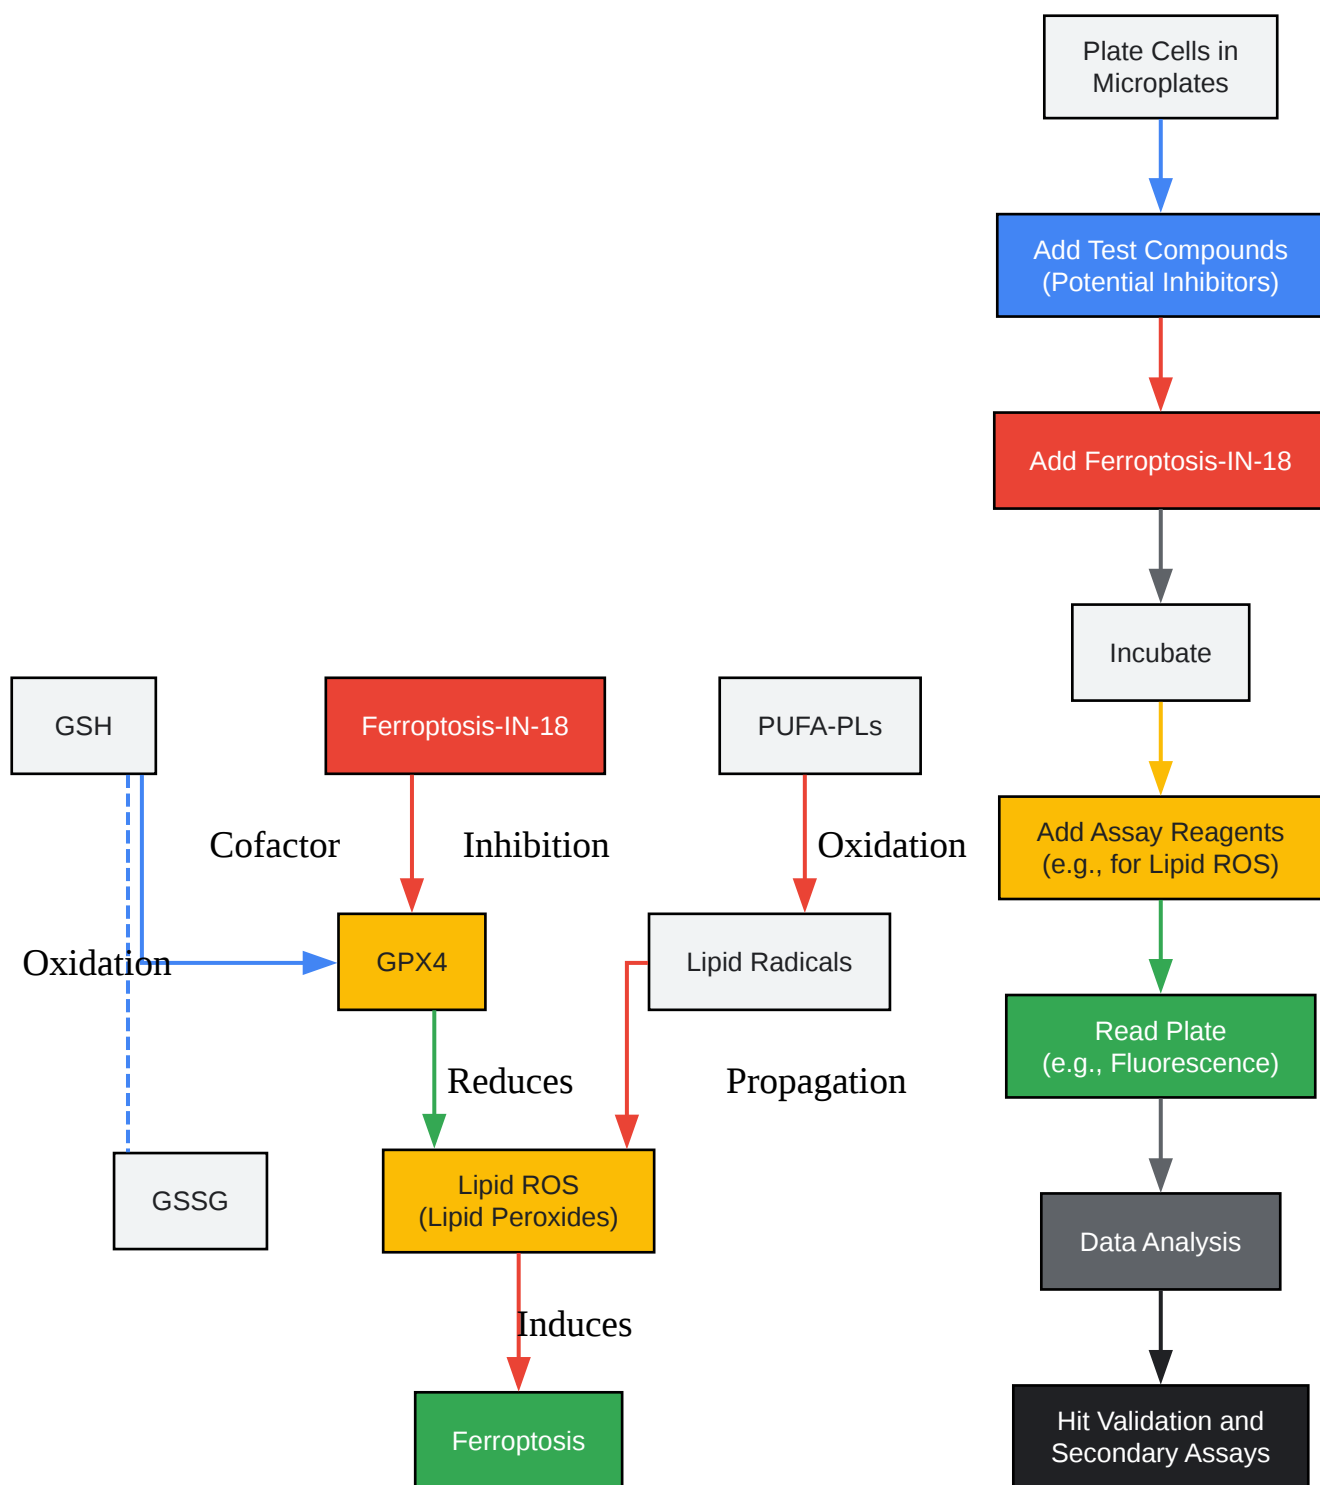 Plate Cells in
Microplates
Add Test Compounds
(Potential Inhibitors)
Add Ferroptosis-IN-18
Incubate
GSH
Ferroptosis-IN-18
PUFA-PLs
Cofactor
Inhibition
Oxidation
Add Assay Reagents
(e.g., for Lipid ROS)
Oxidation
GPX4
Lipid Radicals
Read Plate
(e.g., Fluorescence)
Reduces
Propagation
GSSG
Lipid ROS
(Lipid Peroxides)
Data Analysis
Induces
Ferroptosis
Hit Validation and
Secondary Assays